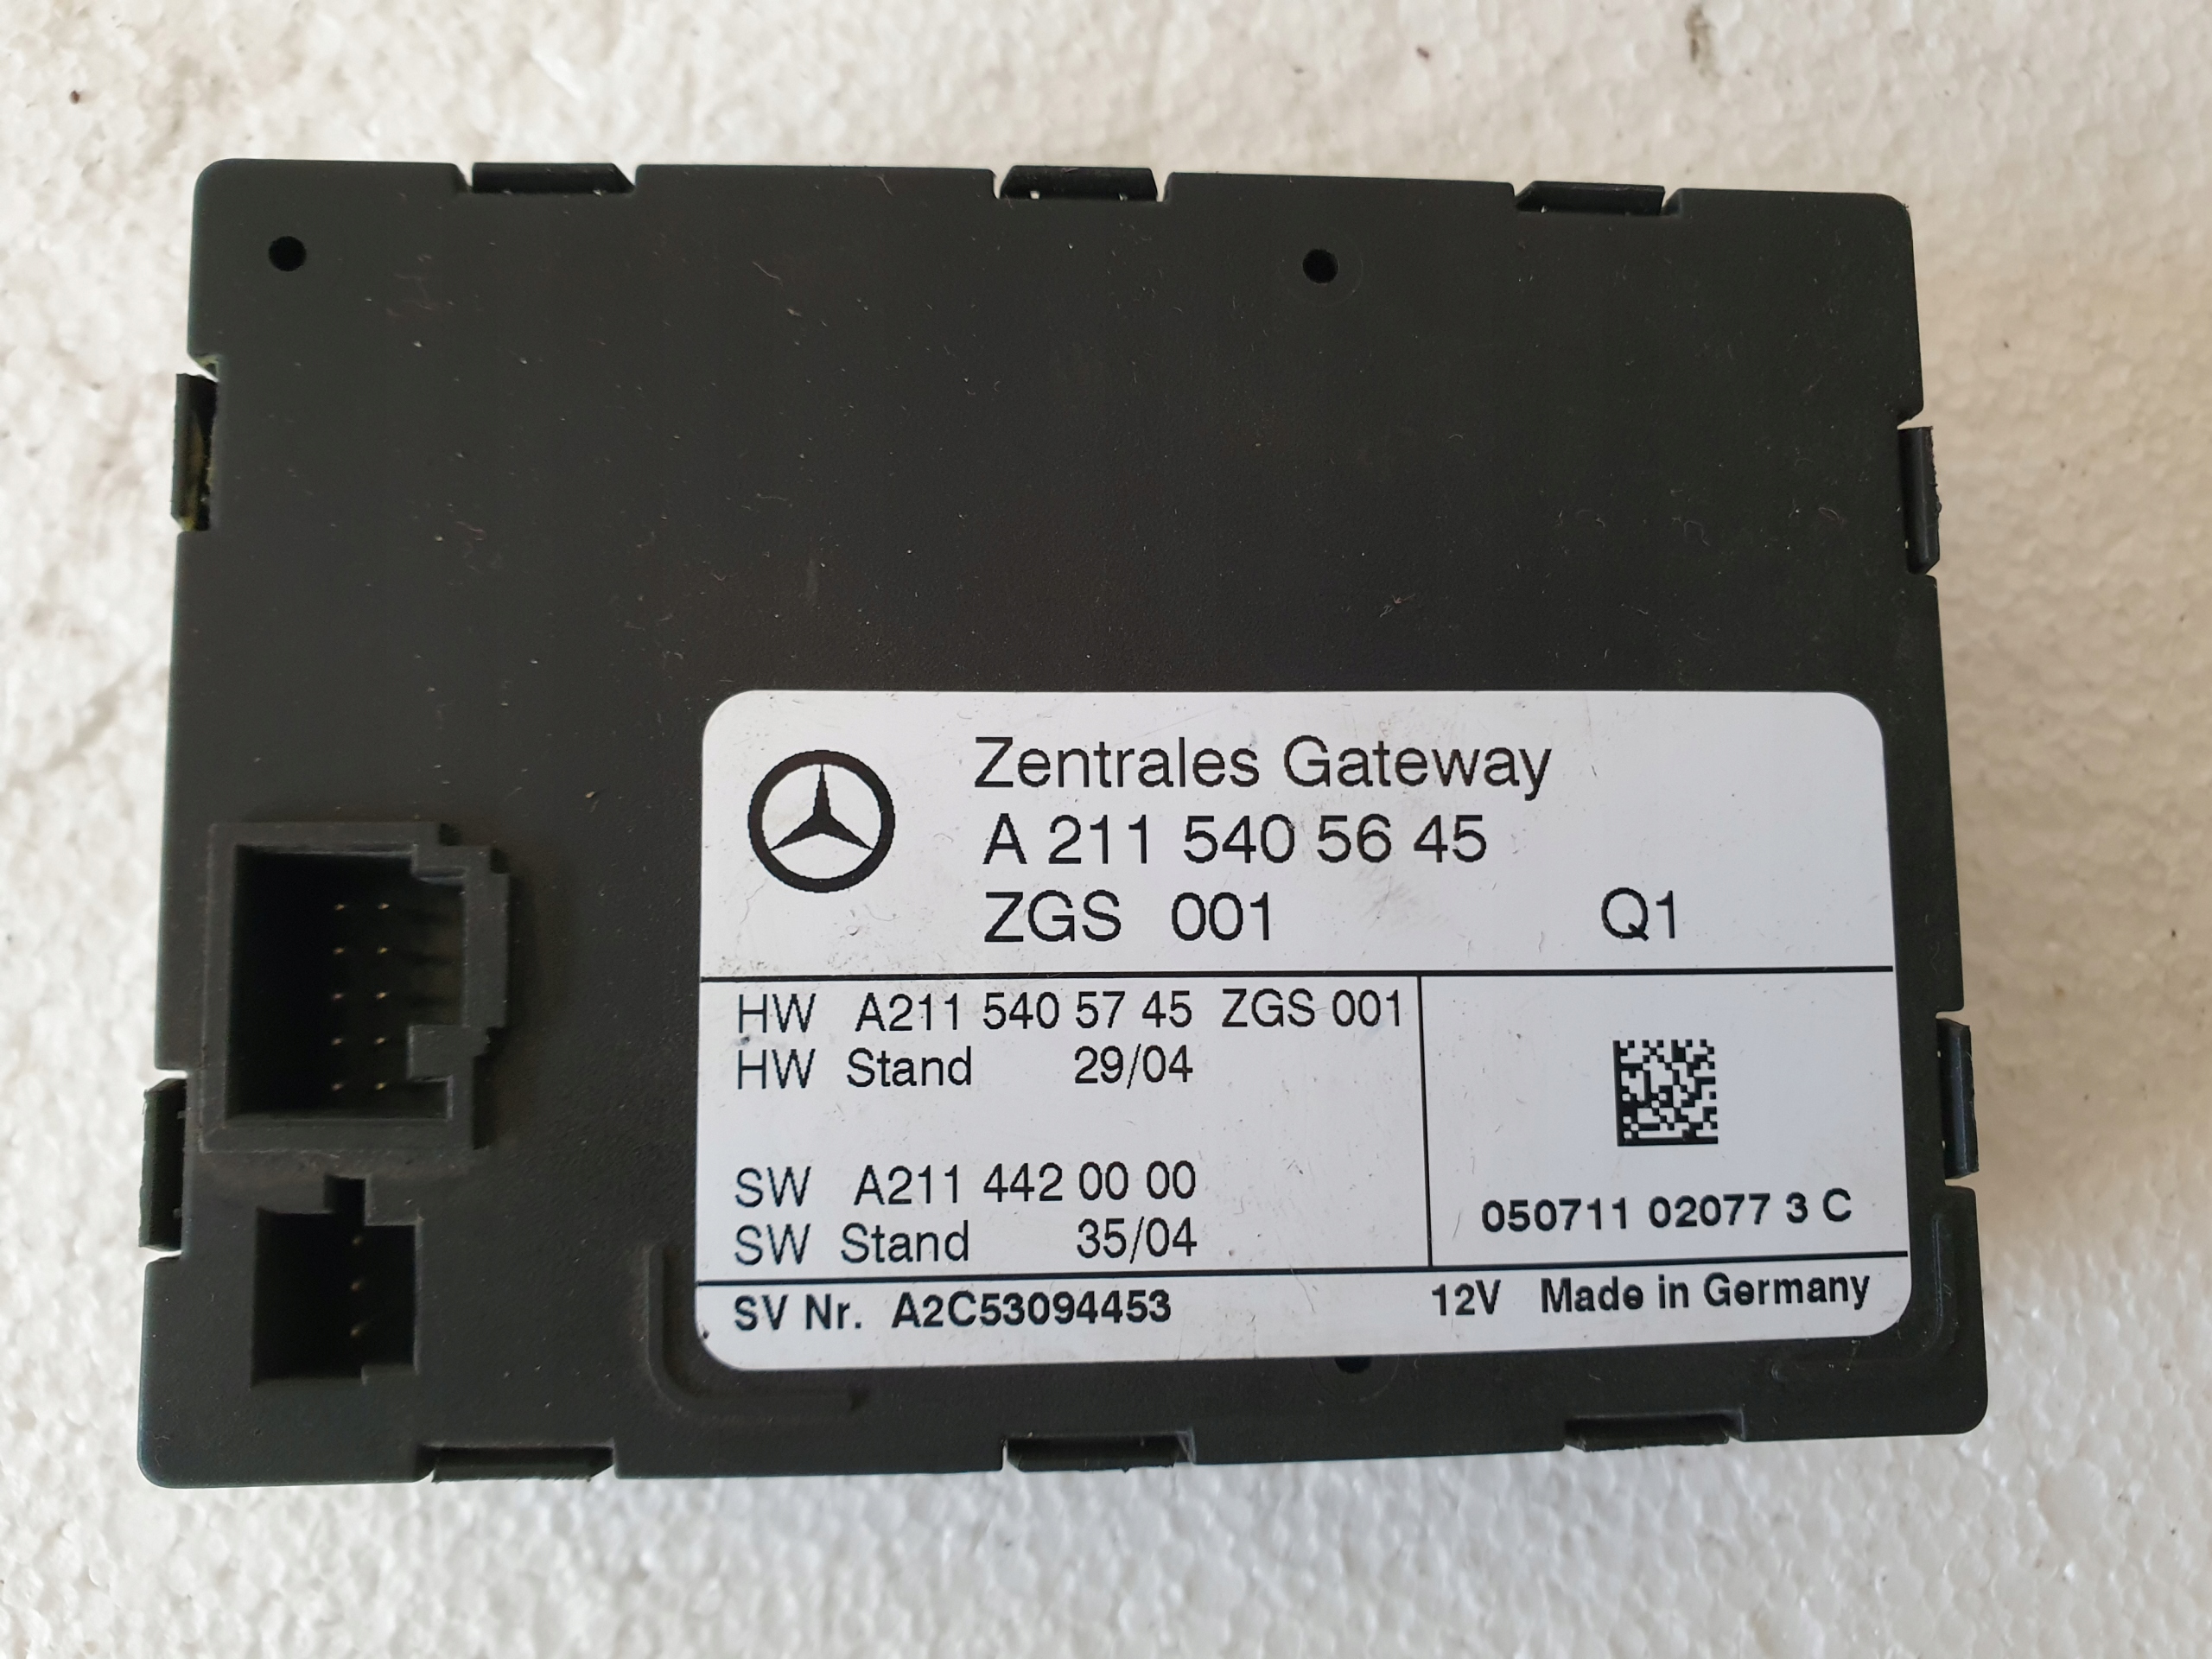 Zentrales Gateway
A 211 540 56 45
ZGS 001 Q1
HW A211 540 57 45 ZGS 001
HW Stand 29/04
SW A211 442 00 00
SW Stand 35/04
050711 02077 3 C
SV Nr. A2C53094453 12V Made in Germany